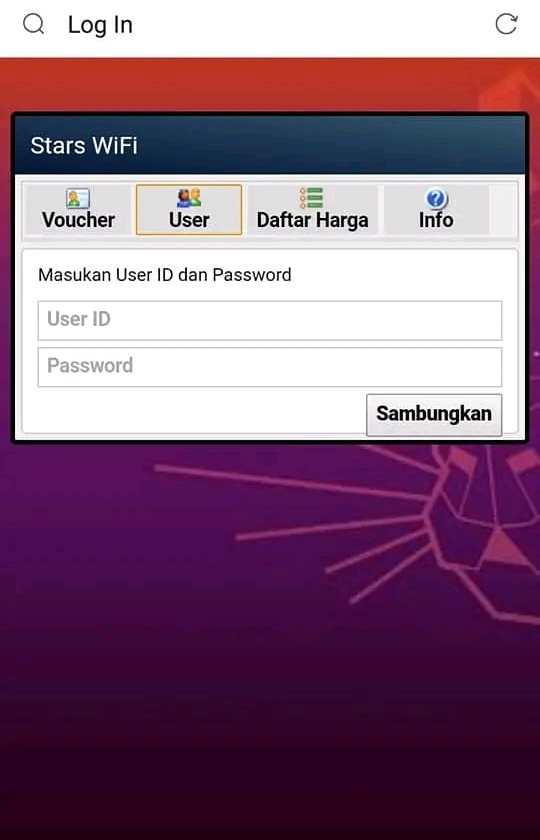 Log In
Stars WiFi
Voucher
User
Daftar Harga
Info
Masukan User ID dan Password
User ID
Password
Sambungkan